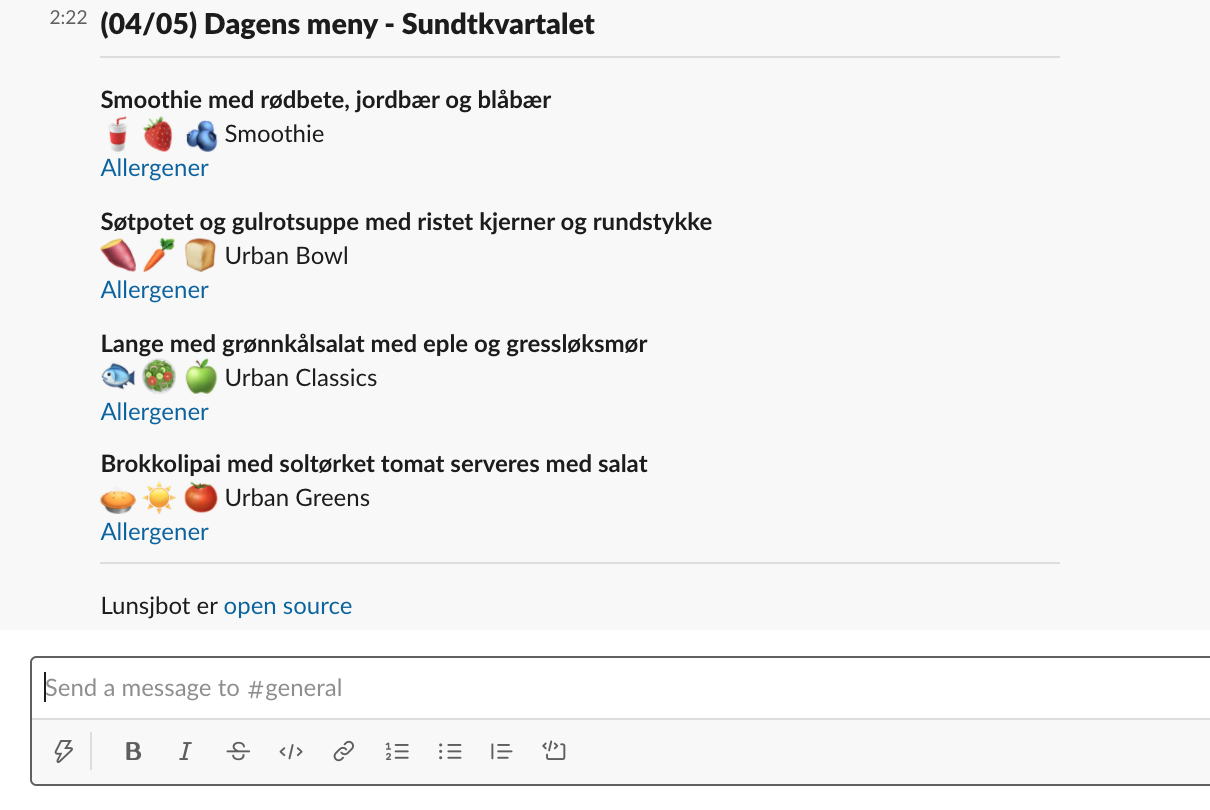 2:22 (04/05) Dagens meny - Sundtkvartalet
Smoothie med rødbete, jordbær og blåbær
Smoothie
Allergener
Søtpotet og gulrotsuppe med ristet kjerner og rundstykke
Urban Bowl
Allergener
Lange med grønnkålsalat med eple og gressløksmør
Urban Classics
Allergener
Brokkolipai med soltørket tomat serveres med salat
Urban Greens
Allergener
Lunsjbot er open source
Send a message to #general